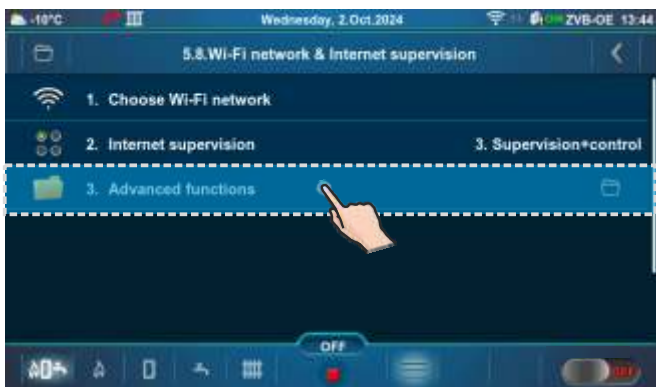 -10°C Wednesday, 2.Oct.2024 ZVB-OE 13:44
5.8.Wi-Fi network & Internet supervision
1. Choose Wi-Fi network
2. Internet supervision 3. Supervision+control
3. Advanced functions
OFF
OFF